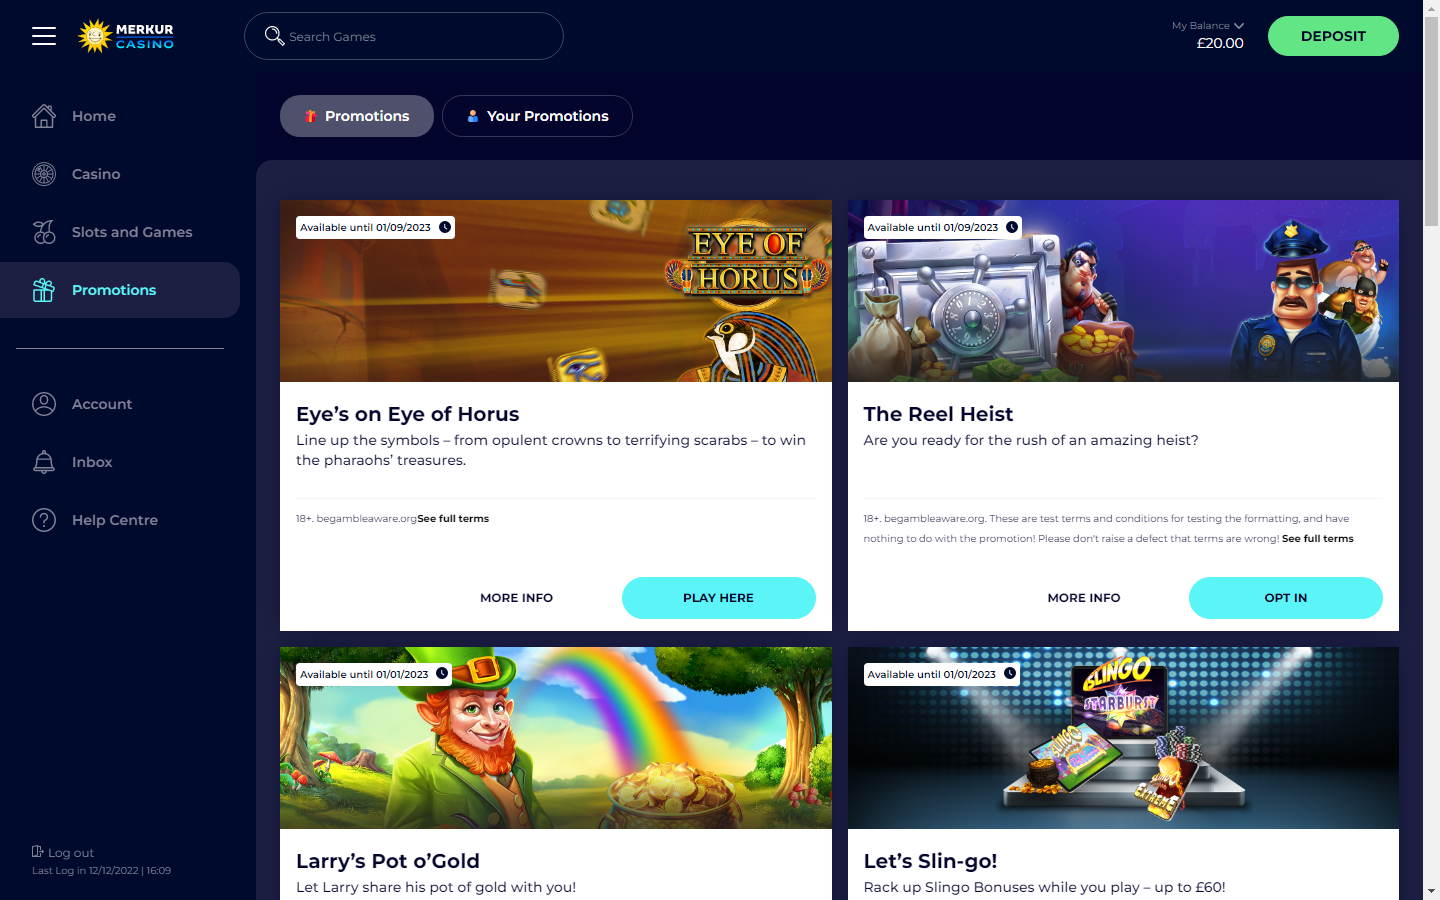 MERKUR
CASINO
Search Games
My Balance
£20.00
DEPOSIT
Home
Casino
Slots and Games
Promotions
Account
Inbox
Help Centre
Log out
Last Log in 12/12/2022 | 16:09
Promotions
Your Promotions
Available until 01/09/2023
EYE OF
HORUS
Eye’s on Eye of Horus
Line up the symbols – from opulent crowns to terrifying scarabs – to win
the pharaohs’ treasures.
18+. begambleaware.orgSee full terms
MORE INFO
PLAY HERE
Available until 01/09/2023
The Reel Heist
Are you ready for the rush of an amazing heist?
18+. begambleaware.org. These are test terms and conditions for testing the formatting, and have
nothing to do with the promotion! Please don't raise a defect that terms are wrong! See full terms
MORE INFO
OPT IN
Available until 01/01/2023
Larry’s Pot o’Gold
Let Larry share his pot of gold with you!
Available until 01/01/2023
SLINGO
STARBURST
SLINGO
EXTREME
Let’s Slin-go!
Rack up Slingo Bonuses while you play – up to £60!